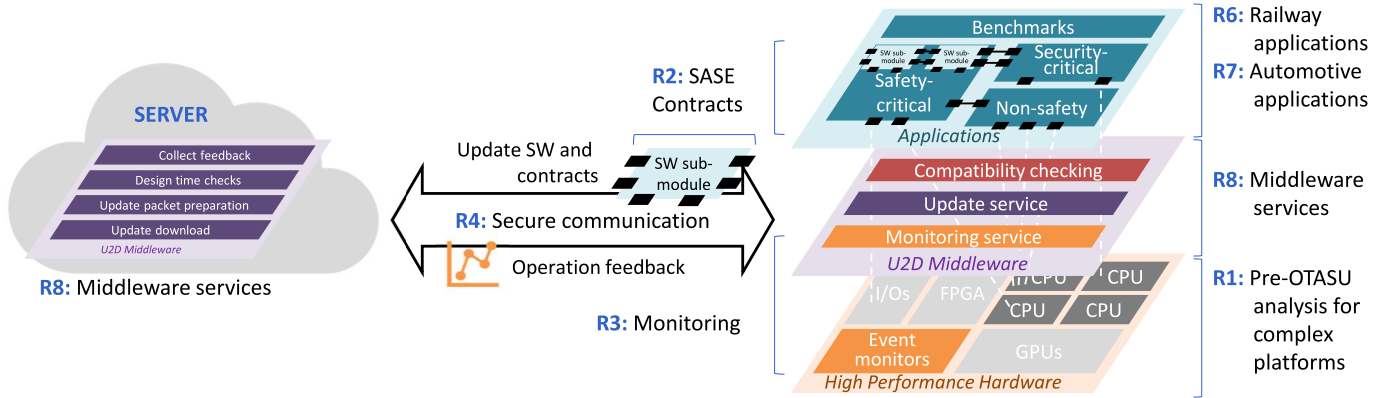 SERVER
Collect feedback
Design time checks
Update packet preparation
Update download
U2D Middleware
R8: Middleware services
R2: SASE
Contracts
Update SW and
contracts
SW sub-
module
R4: Secure communication
Operation feedback
R3: Monitoring
Benchmarks
SW sub-
module
SW sub-
module
Security-
critical
Safety-
critical
Non-safety
Applications
Compatibility checking
Update service
Monitoring service
U2D Middleware
I/Os
FPGA
CPU
CPU
CPU
CPU
Event
monitors
GPUs
High Performance Hardware
R6: Railway
applications
R7: Automotive
applications
R8: Middleware
services
R1: Pre-OTASU
analysis for
complex
platforms